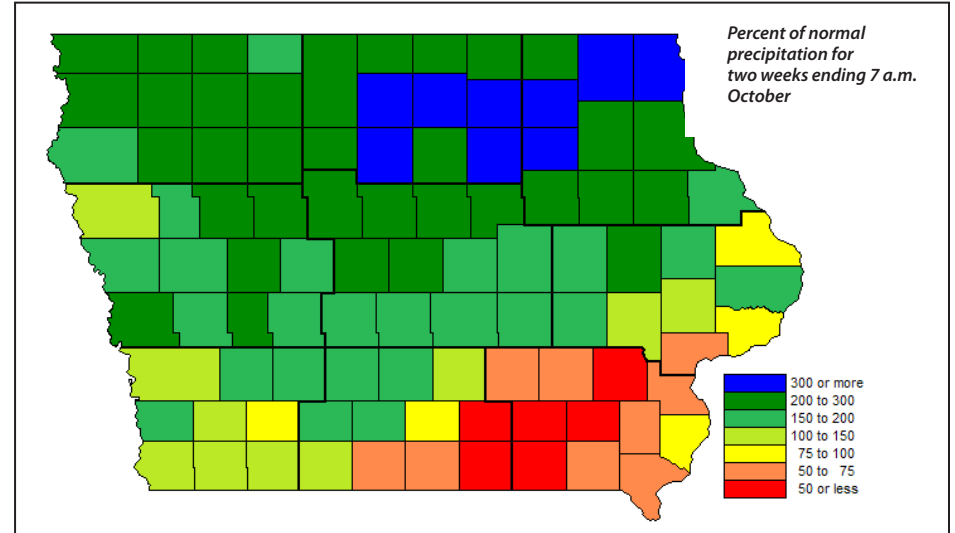 Percent of normal
precipitation for
two weeks ending 7 a.m.
October
300 or more
200 to 300
150 to 200
100 to 150
75 to 100
50 to 75
50 or less